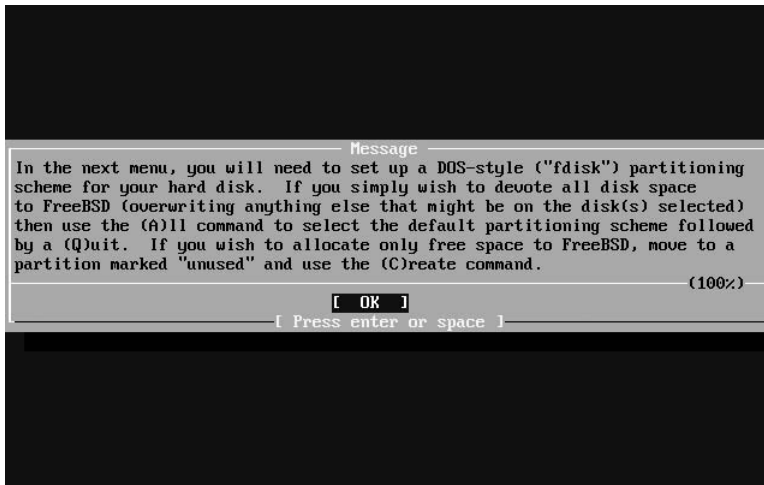 Message
In the next menu, you will need to set up a DOS-style ("fdisk") partitioning
scheme for your hard disk.  If you simply wish to devote all disk space
to FreeBSD (overwriting anything else that might be on the disk(s) selected)
then use the (A)ll command to select the default partitioning scheme followed
by a (Q)uit.  If you wish to allocate only free space to FreeBSD, move to a
partition marked "unused" and use the (C)reate command.
(100%)
[  OK  ]
[ Press enter or space ]